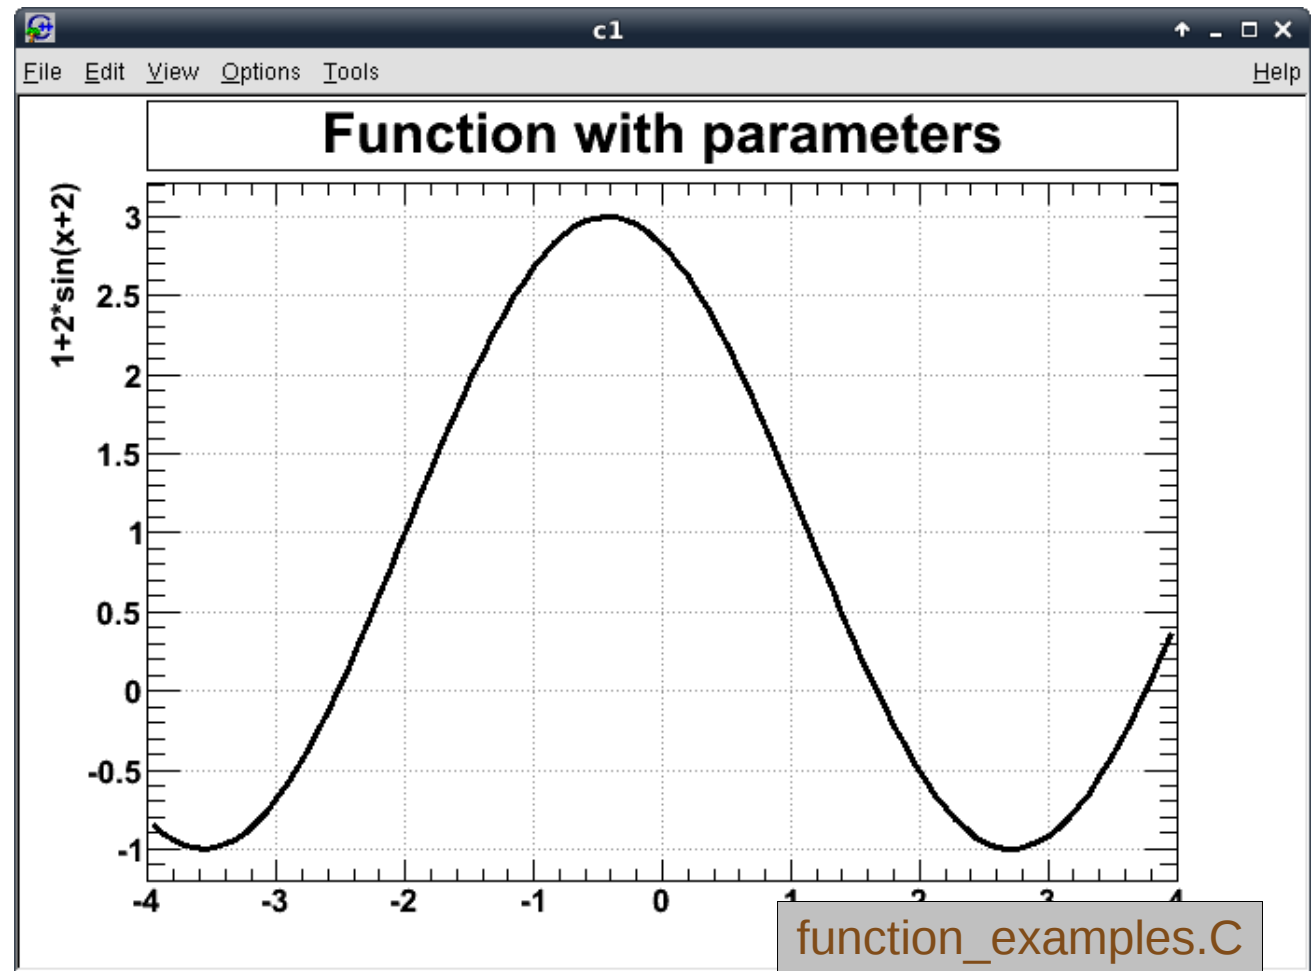 c1
File Edit View Options Tools Help
Function with parameters
1+2*sin(x+2)
3
2.5
2
1.5
1
0.5
0
-0.5
-1
-4 -3 -2 -1 0 1 2 3 4
function_examples.C